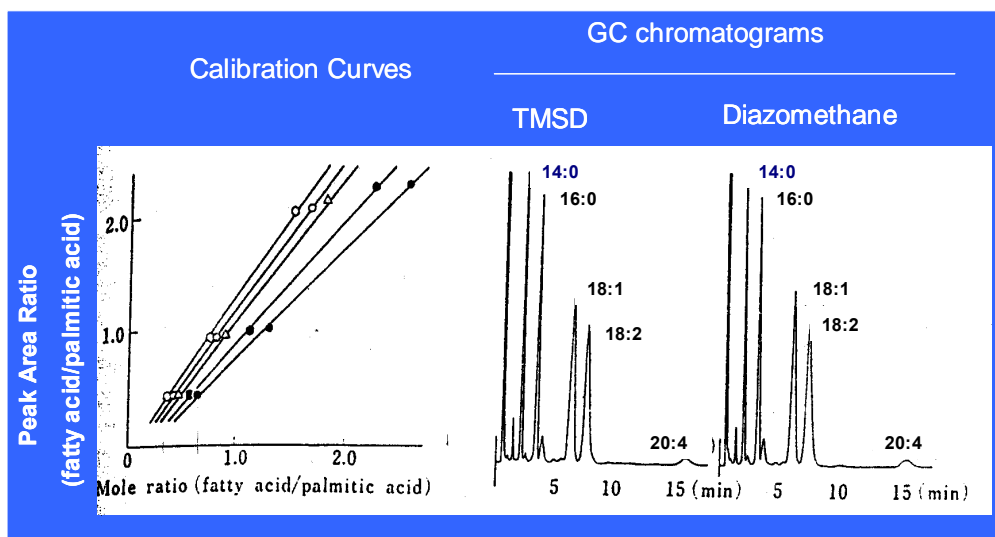 GC chromatograms
Calibration Curves
TMSD
Diazomethane
Peak Area Ratio
(fatty acid/palmitic acid)
2.0
1.0
0
1.0
2.0
Mole ratio (fatty acid/palmitic acid)
14:0
16:0
18:1
18:2
20:4
5 10 15 (min)
14:0
16:0
18:1
18:2
20:4
5 10 15 (min)